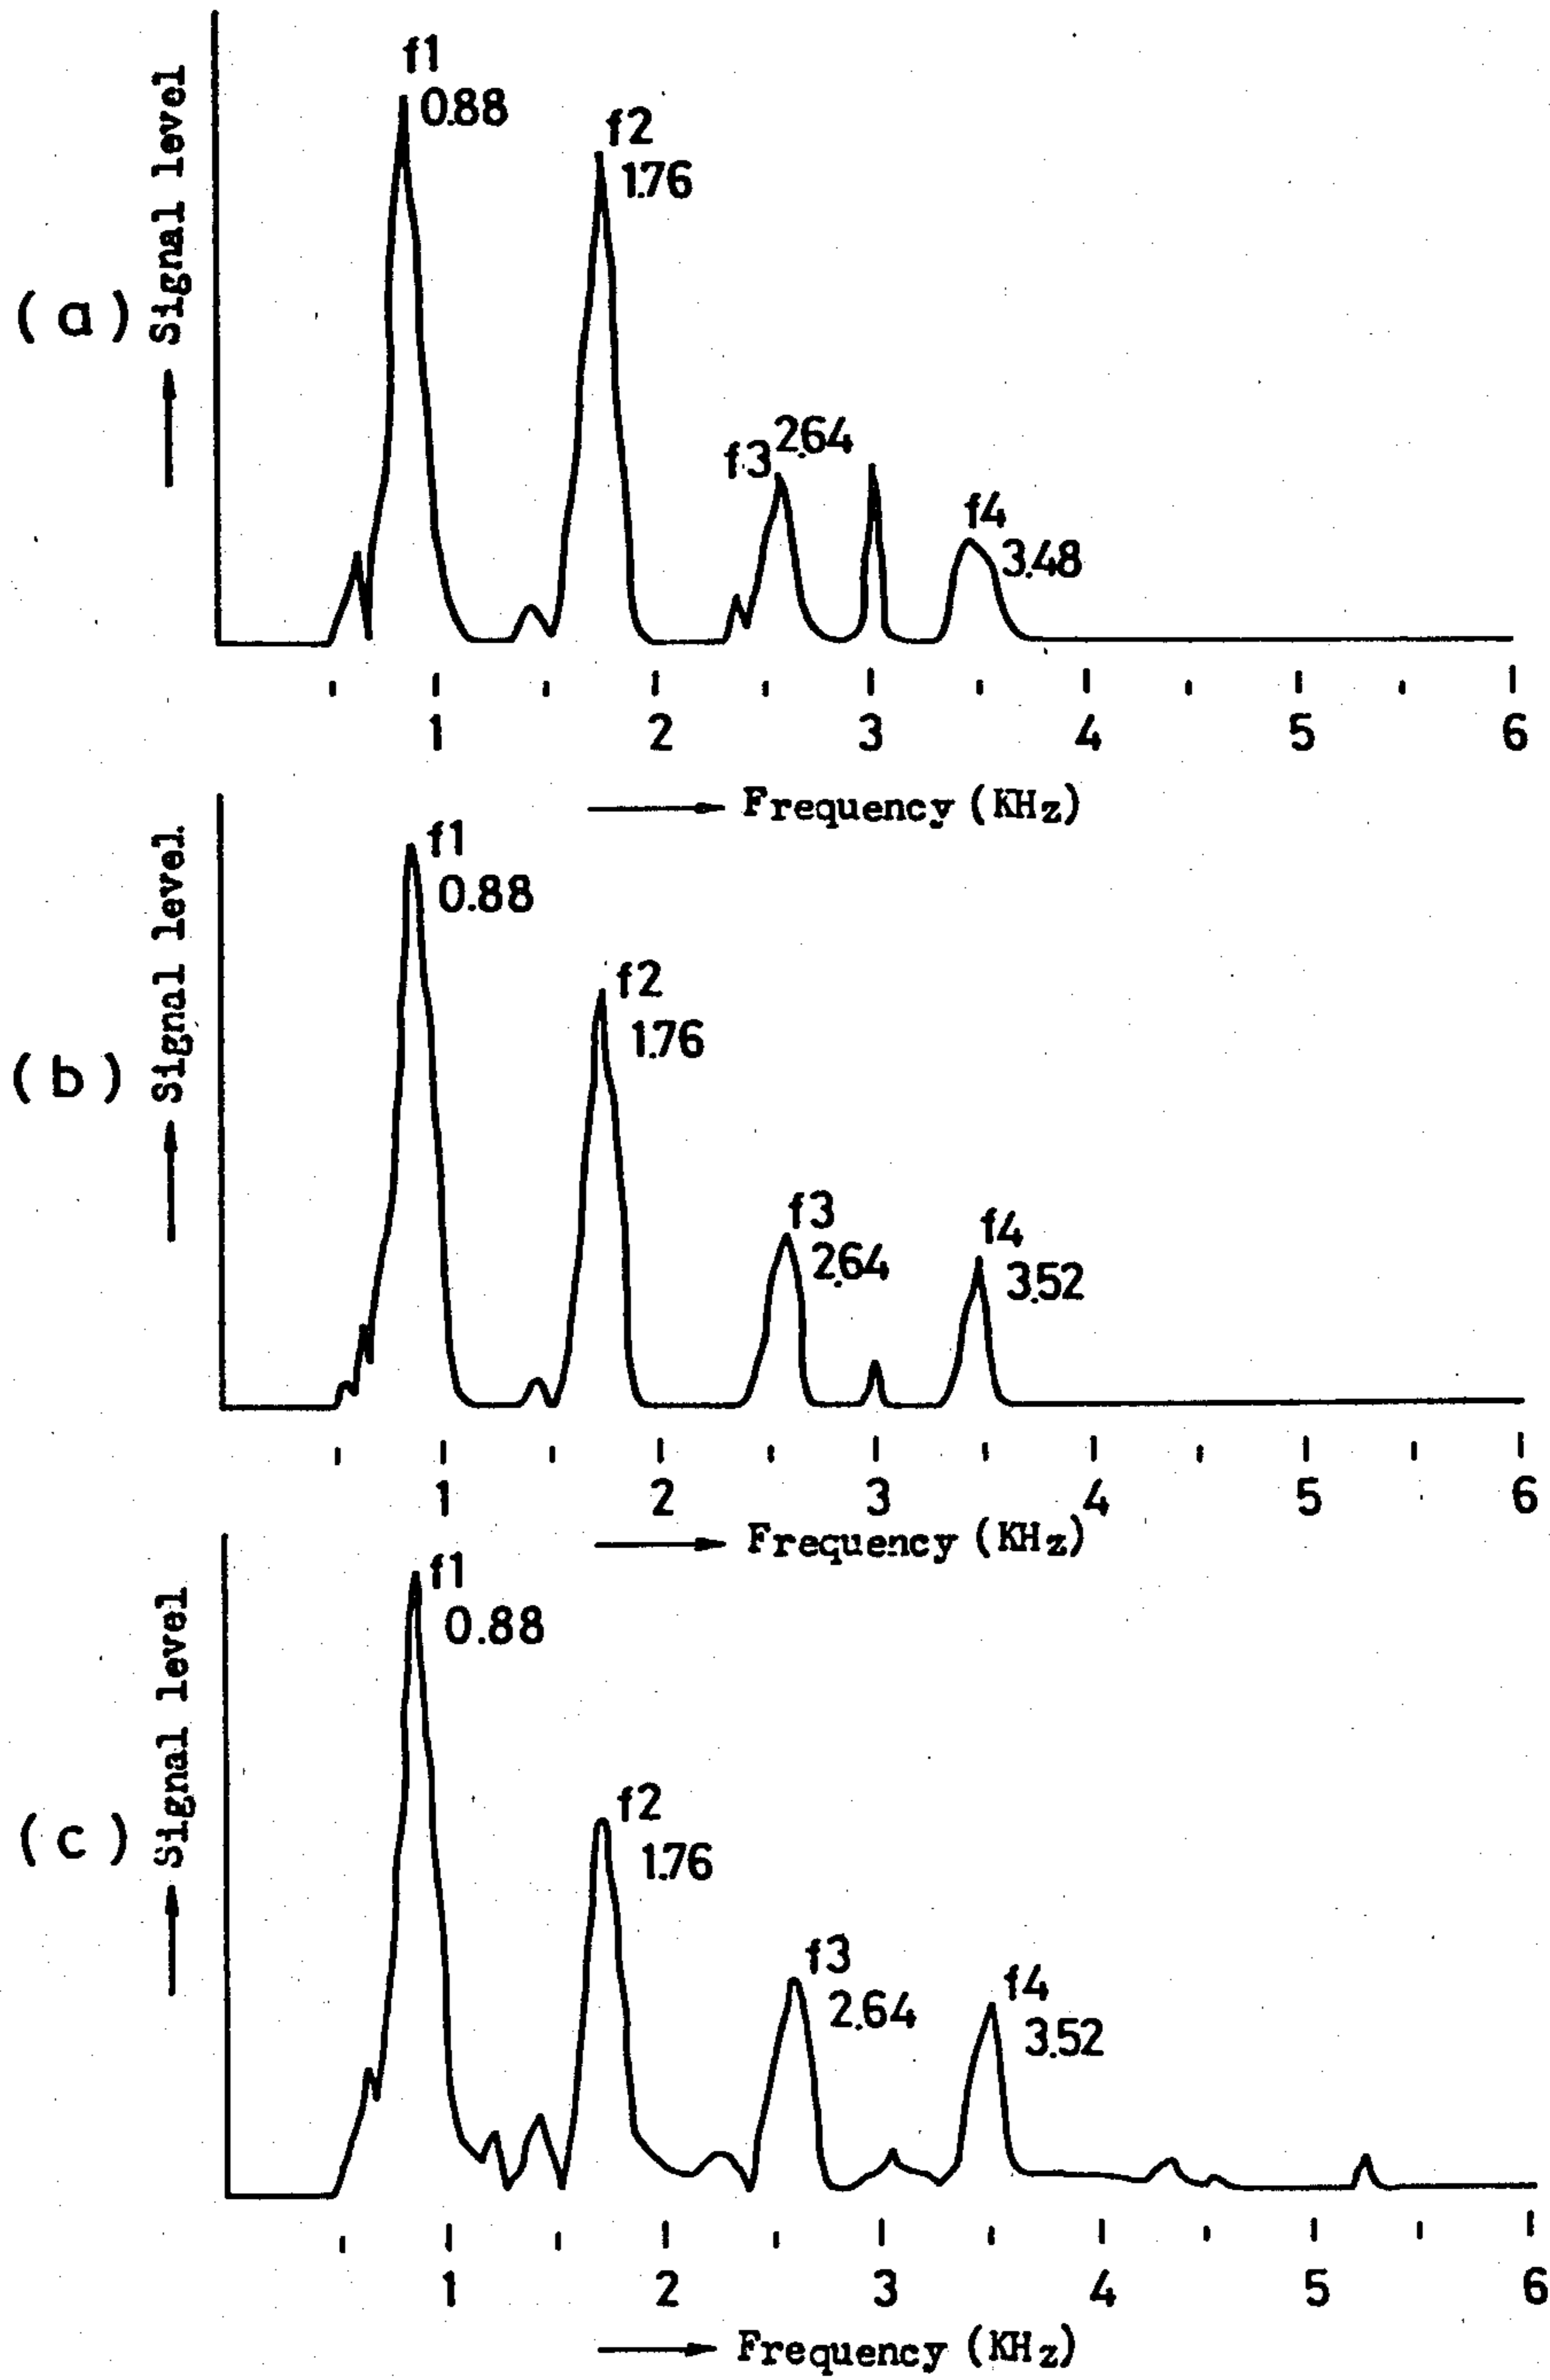 f1
0.88
f2
1.76
f3 2.64
f4
3.48
(a)
Signal level
1 2 3 4 5 6
Frequency (KHz)
f1
0.88
f2
1.76
f3
2.64
f4
3.52
(b)
Signal level
1 2 3 4 5 6
Frequency (KHz)
f1
0.88
f2
1.76
f3
2.64
f4
3.52
(c)
Signal level
1 2 3 4 5 6
Frequency (KHz)